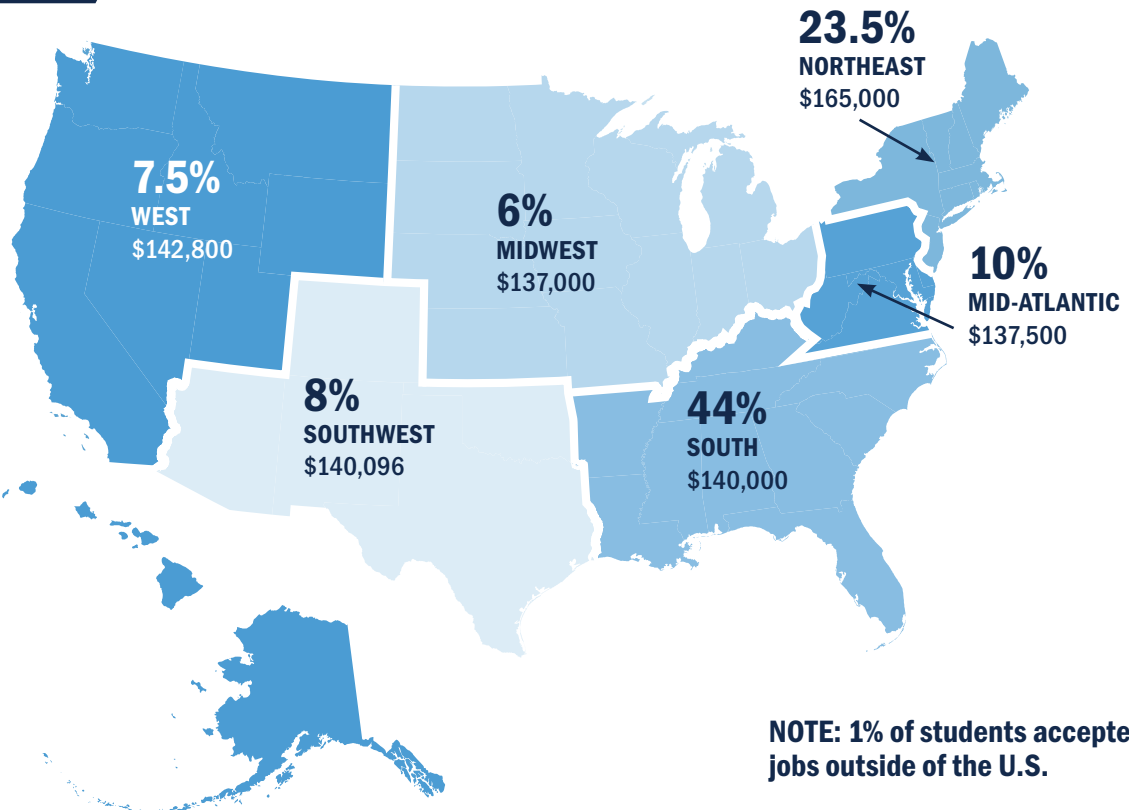 23.5%
NORTHEAST
$165,000
7.5%
WEST
$142,800
6%
MIDWEST
$137,000
10%
MID-ATLANTIC
$137,500
8%
SOUTHWEST
$140,096
44%
SOUTH
$140,000
NOTE: 1% of students accepte
jobs outside of the U.S.